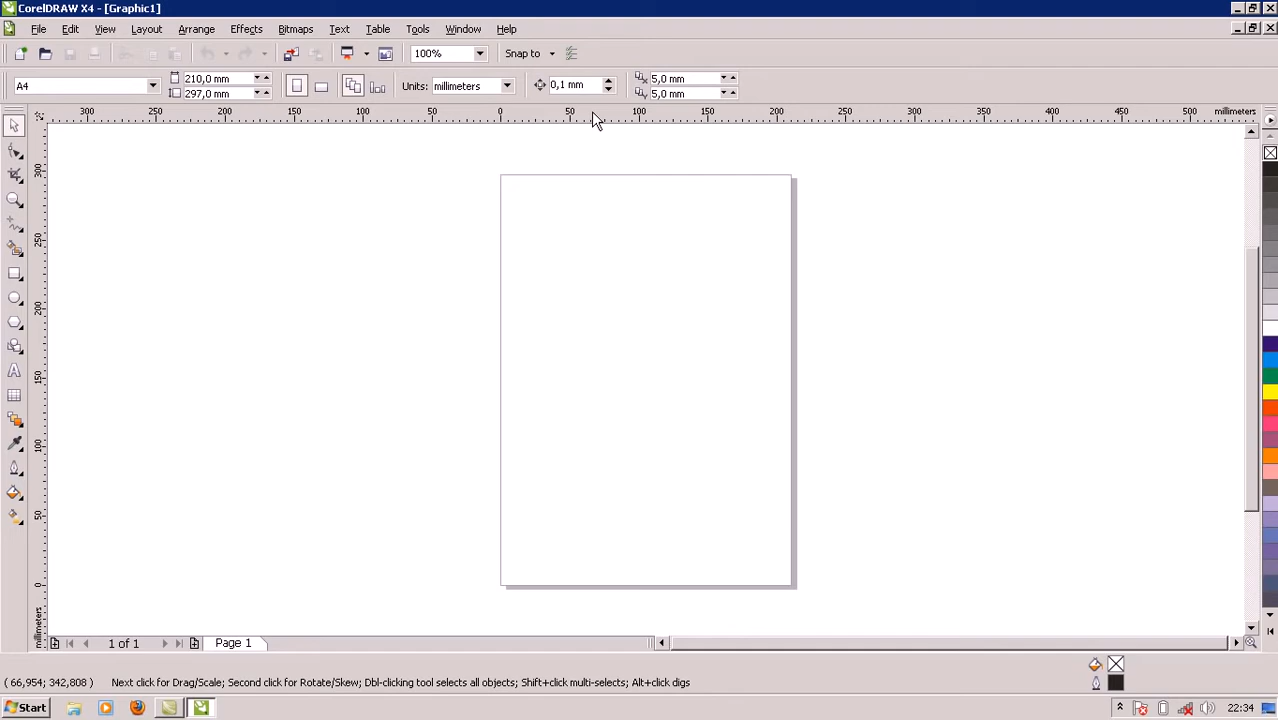 CorelDRAW X4 - [Graphic1]
File Edit View Layout Arrange Effects Bitmaps Text Table Tools Window Help
100% Snap to
A4 210,0 mm 297,0 mm Units: millimeters 0,1 mm 5,0 mm 5,0 mm
300 250 200 150 100 50 0 50 100 150 200 250 300 350 400 450 500 millimeters
300
250
200
150
100
50
0
millimeters
1 of 1 Page 1
( 66,954; 342,808 ) Next click for Drag/Scale; Second click for Rotate/Skew; Dbl-clicking tool selects all objects; Shift+click multi-selects; Alt+click digs
Start 22:34